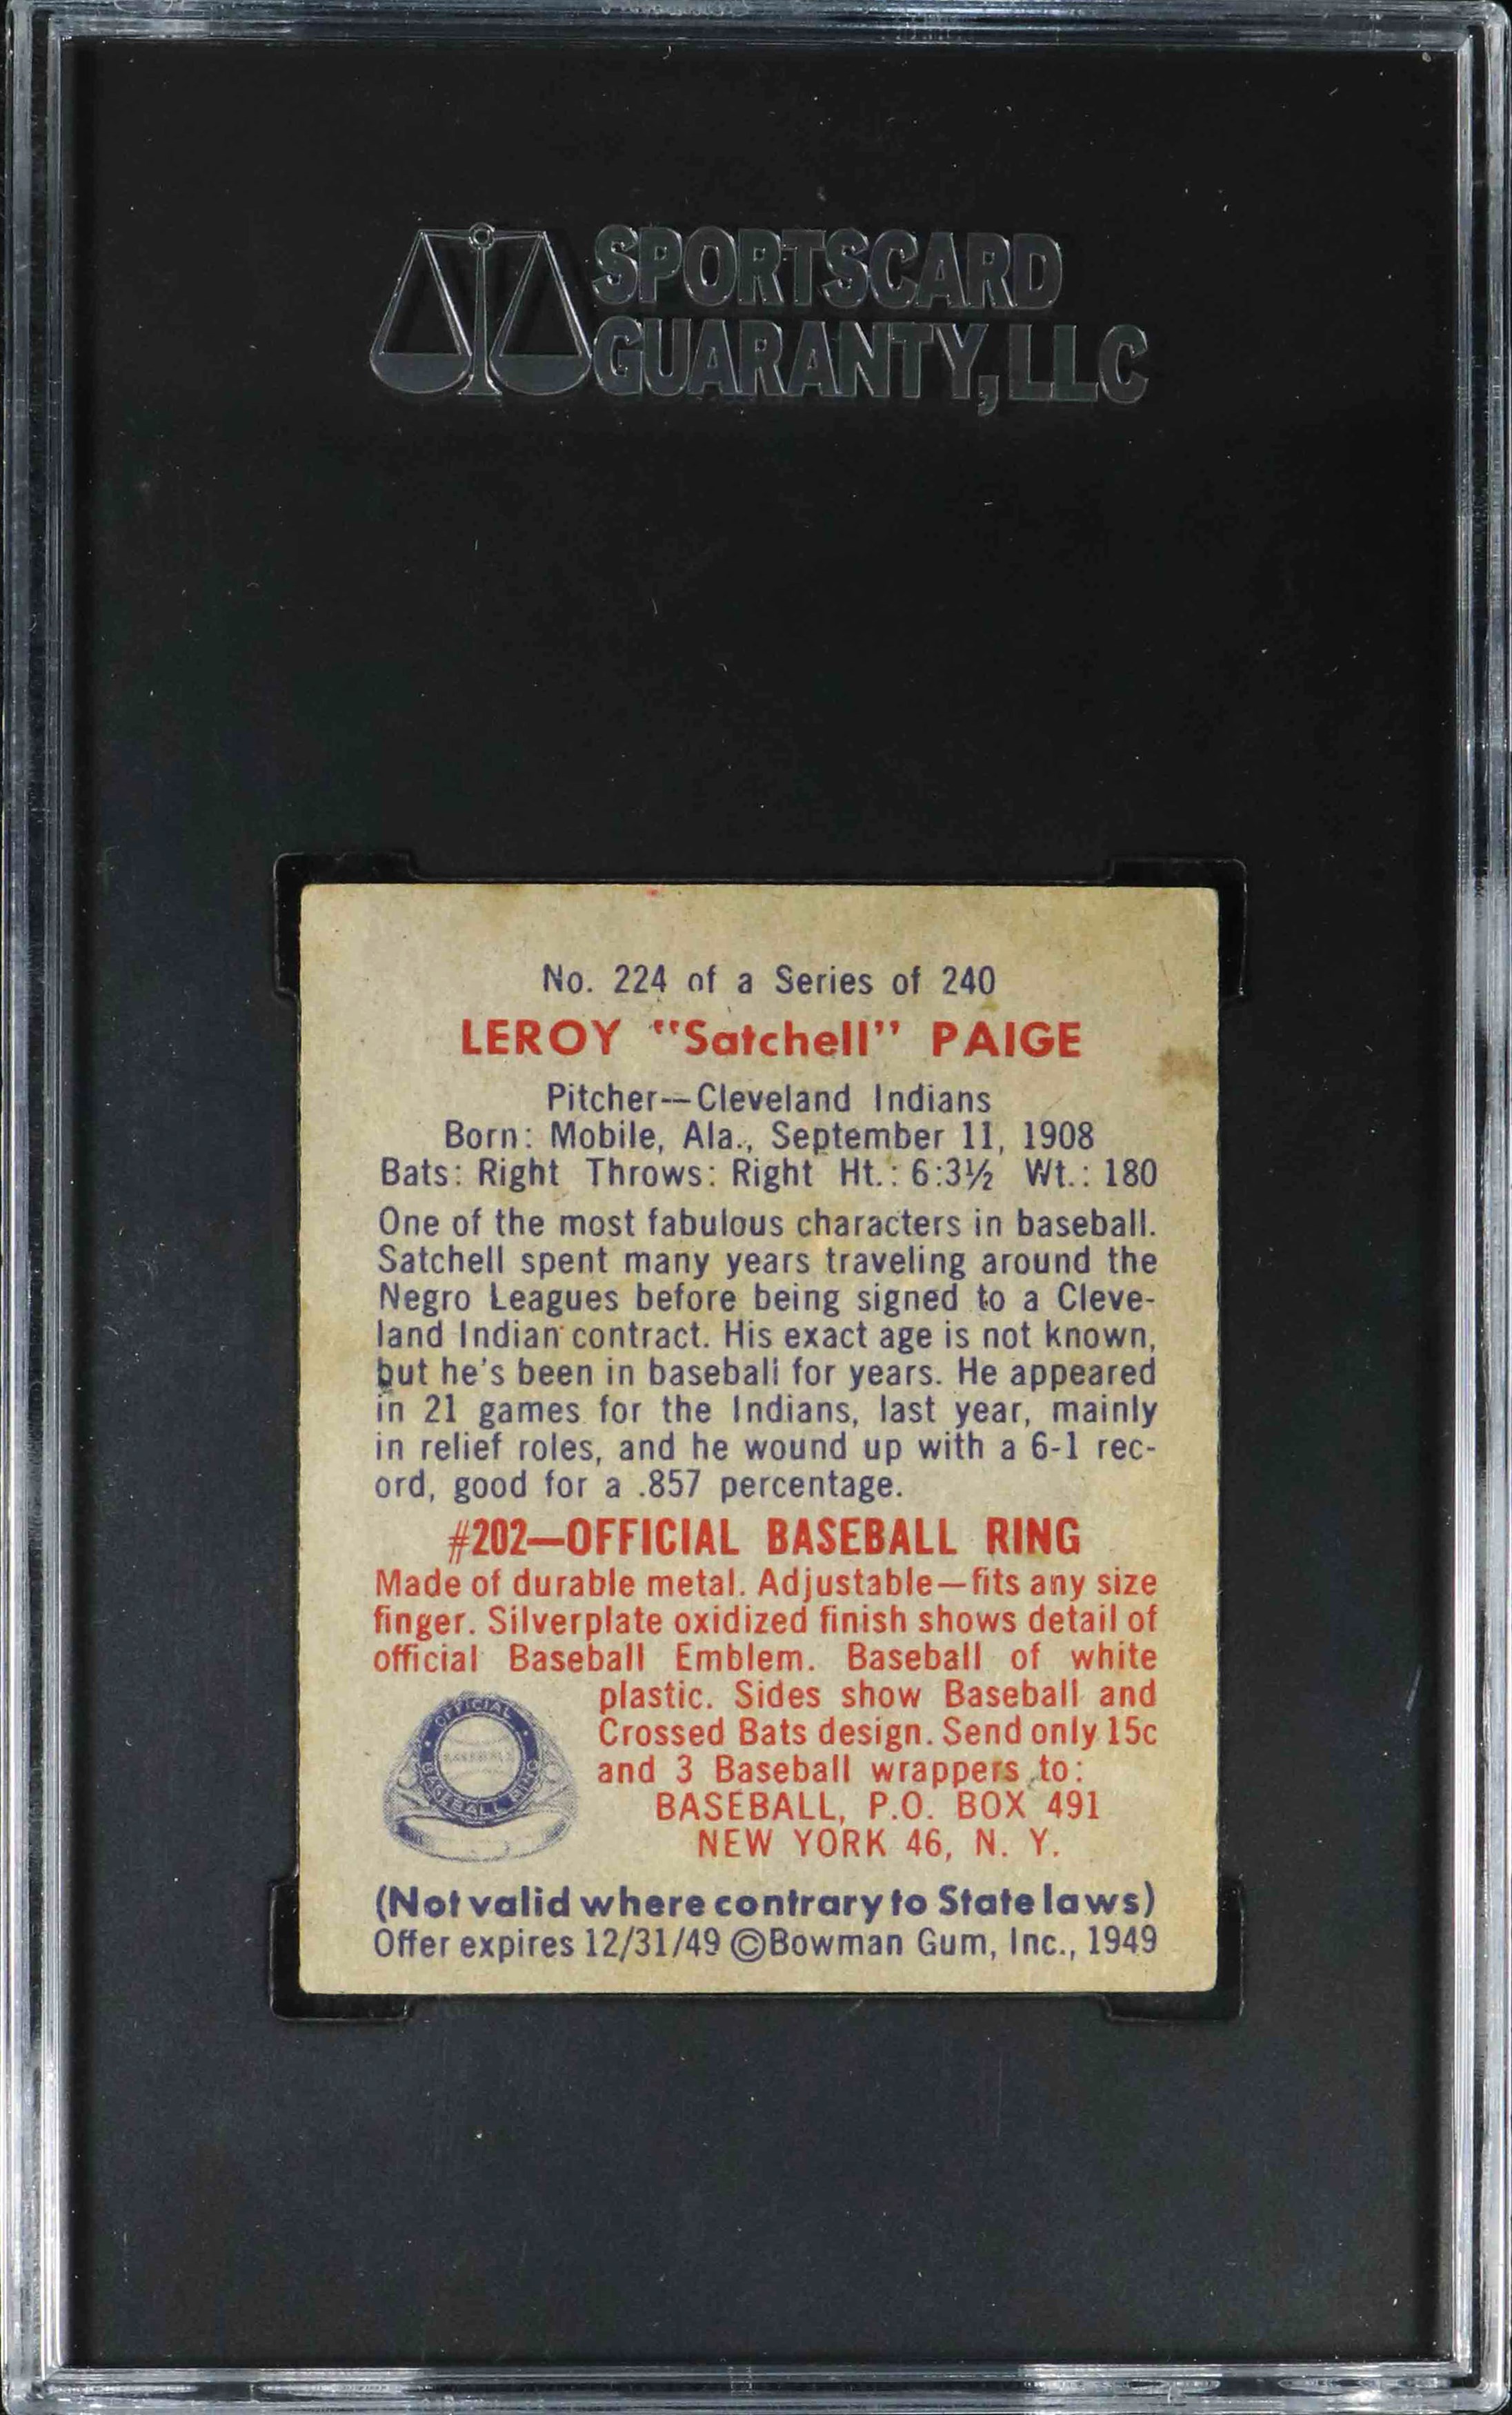 SPORTSCARD
GUARANTY, LLC
No. 224 of a Series of 240
LEROY "Satchell" PAIGE
Pitcher--Cleveland Indians
Born: Mobile, Ala., September 11, 1908
Bats: Right Throws: Right Ht.: 6:3½ Wt.: 180
One of the most fabulous characters in baseball.
Satchell spent many years traveling around the
Negro Leagues before being signed to a Cleve-
land Indian contract. His exact age is not known,
but he's been in baseball for years. He appeared
in 21 games for the Indians, last year, mainly
in relief roles, and he wound up with a 6-1 rec-
ord, good for a .857 percentage.
#202—OFFICIAL BASEBALL RING
Made of durable metal. Adjustable—fits any size
finger. Silverplate oxidized finish shows detail of
official Baseball Emblem. Baseball of white
plastic. Sides show Baseball and
Crossed Bats design. Send only 15c
and 3 Baseball wrappers to:
BASEBALL, P.O. BOX 491
NEW YORK 46, N. Y.
OFFICIAL
BASEBALL
BASEBALL RING
(Not valid where contrary to State laws)
Offer expires 12/31/49 ©Bowman Gum, Inc., 1949